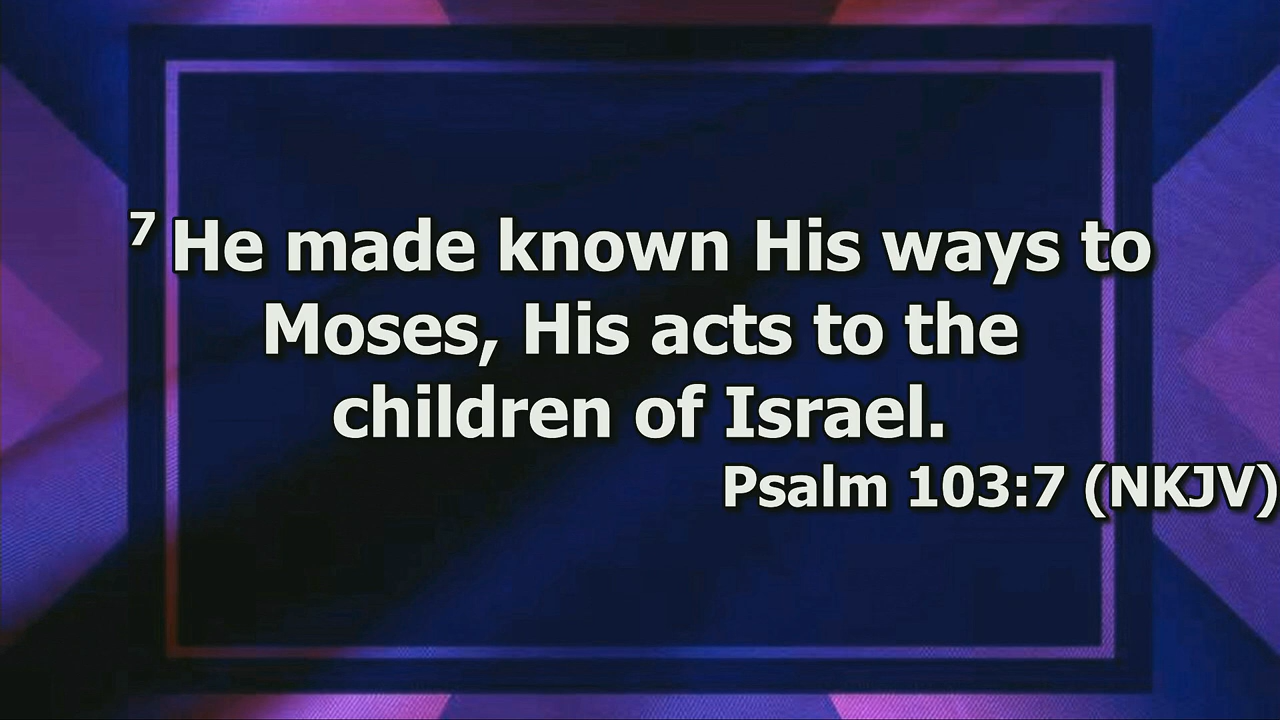 7 He made known His ways to
Moses, His acts to the
children of Israel.
Psalm 103:7 (NKJV)